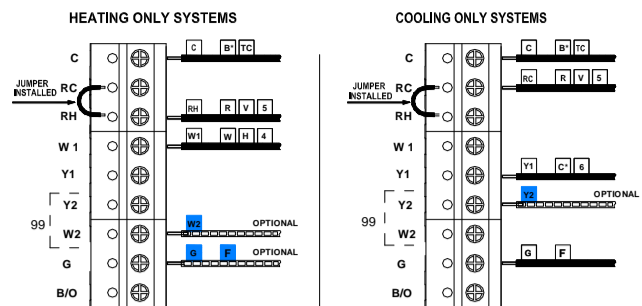 HEATING ONLY SYSTEMS
C C B* TC
JUMPER INSTALLED
RC
RH RH R V 5
W 1 W1 W H 4
Y1
99
Y2
W2 W2 OPTIONAL
G G F OPTIONAL
B/O
COOLING ONLY SYSTEMS
C C B* TC
JUMPER INSTALLED
RC RC R V 5
RH
W 1
Y1 Y1 C* 6
99
Y2 Y2 OPTIONAL
W2
G G F
B/O